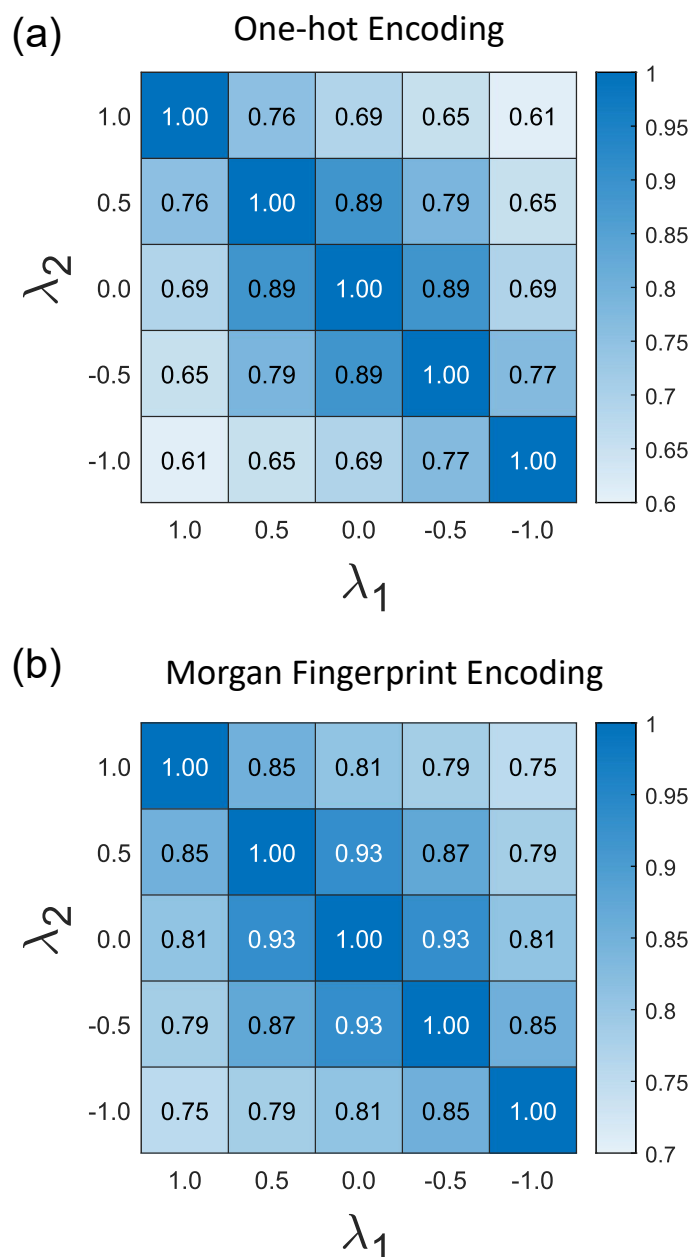 (a)
One-hot Encoding
1.0 1.00 0.76 0.69 0.65 0.61
0.5 0.76 1.00 0.89 0.79 0.65
0.0 0.69 0.89 1.00 0.89 0.69
-0.5 0.65 0.79 0.89 1.00 0.77
-1.0 0.61 0.65 0.69 0.77 1.00
λ2
1.0 0.5 0.0 -0.5 -1.0
λ1
1
0.95
0.9
0.85
0.8
0.75
0.7
0.65
0.6
(b)
Morgan Fingerprint Encoding
1.0 1.00 0.85 0.81 0.79 0.75
0.5 0.85 1.00 0.93 0.87 0.79
0.0 0.81 0.93 1.00 0.93 0.81
-0.5 0.79 0.87 0.93 1.00 0.85
-1.0 0.75 0.79 0.81 0.85 1.00
λ2
1.0 0.5 0.0 -0.5 -1.0
λ1
1
0.95
0.9
0.85
0.8
0.75
0.7